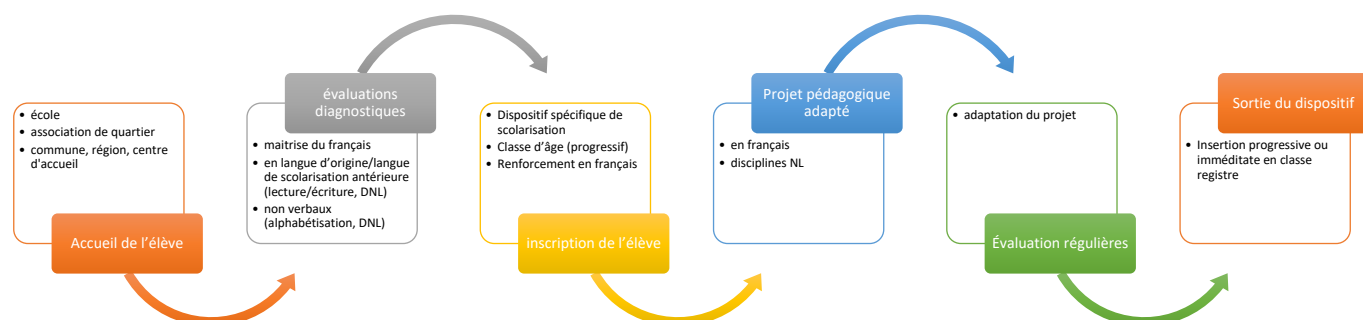 • école
• association de quartier
• commune, région, centre
d'accueil
Accueil de l'élève
évaluations
diagnostiques
• maitrise du français
• en langue d'origine/langue
de scolarisation antérieure
(lecture/écriture, DNL)
• non verbaux
(alphabétisation, DNL)
• Dispositif spécifique de
scolarisation
• Classe d'âge (progressif)
• Renforcement en français
inscription de l'élève
Projet pédagogique
adapté
• en français
• disciplines NL
• adaptation du projet
Évaluation régulières
Sortie du dispositif
• Insertion progressive ou
imméditate en classe
registre